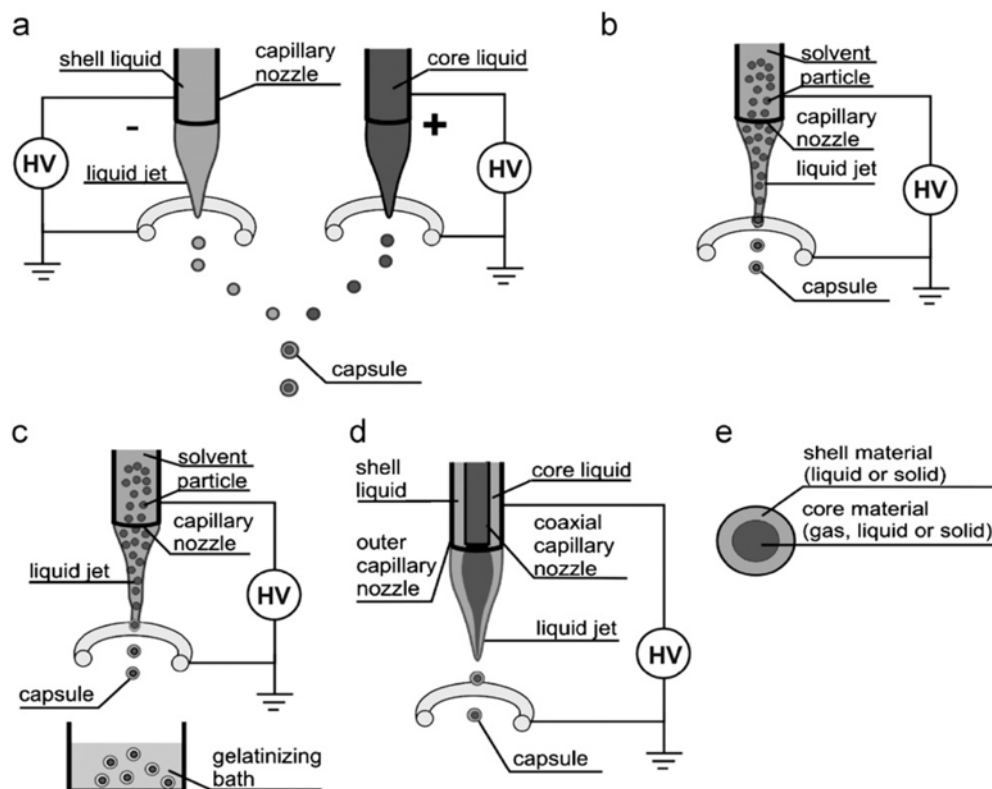 a
shell liquid
capillary
nozzle
core liquid
-
+
HV
HV
liquid jet
capsule
b
solvent
particle
capillary
nozzle
liquid jet
HV
capsule
c
solvent
particle
capillary
nozzle
liquid jet
HV
capsule
gelatinizing
bath
d
shell
liquid
core liquid
outer
capillary
nozzle
coaxial
capillary
nozzle
liquid jet
HV
capsule
e
shell material
(liquid or solid)
core material
(gas, liquid or solid)